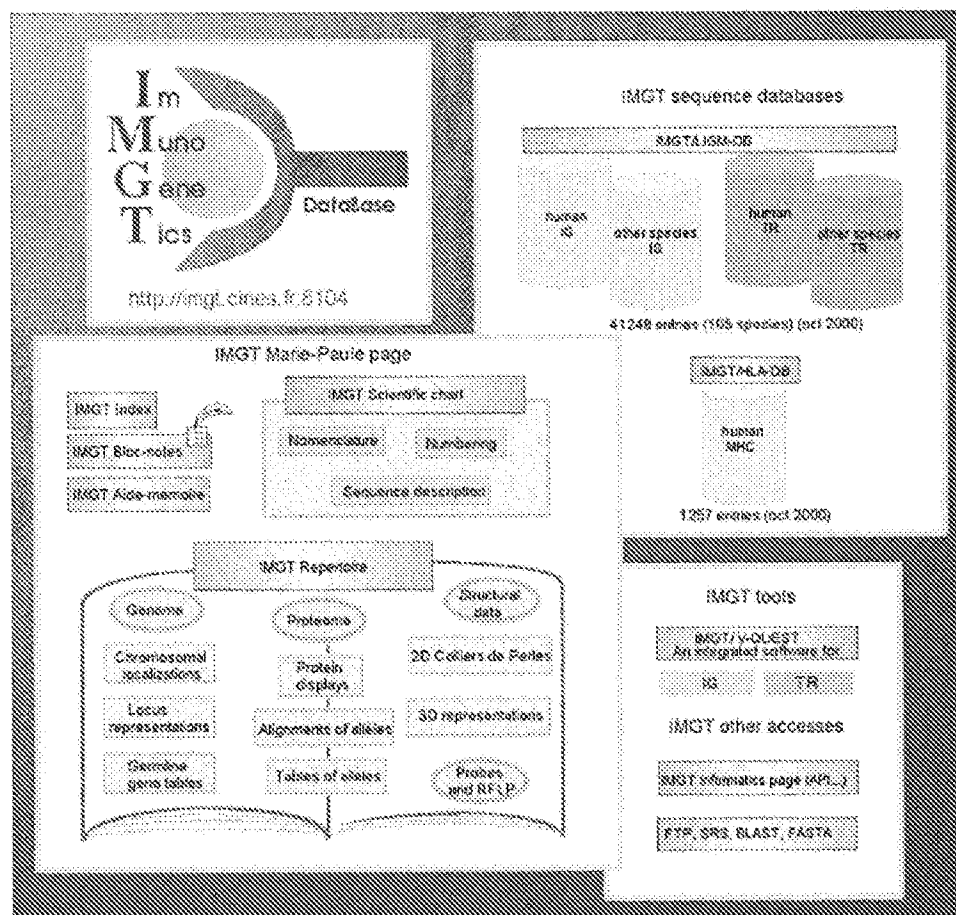 Im
Muno
Gene
Tics
DataBase
http://imgt.cines.fr:8104
IMGT sequence databases
IMGT/LIGM-DB
human
IG
other species
IG
human
TR
other species
TR
41248 entries (105 species) (oct 2000)
IMGT/HLA-DB
human
MHC
1257 entries (oct 2000)
IMGT Marie-Paule page
IMGT Index
IMGT Bloc-notes
IMGT Aide-memoire
IMGT Scientific chart
Nomenclature
Numbering
Sequence description
IMGT Repertoire
Genome
Chromosomal
localizations
Locus
representations
Germline
gene tables
Proteome
Protein
displays
Alignments of alleles
Tables of alleles
Structural
data
2D Colliers de Perles
3D representations
Probes
and RFLP
IMGT tools
IMGT/V-QUEST
An integrated software for
IG
TR
IMGT other accesses
IMGT Informatics page (API...)
FTP, SRS, BLAST, FASTA